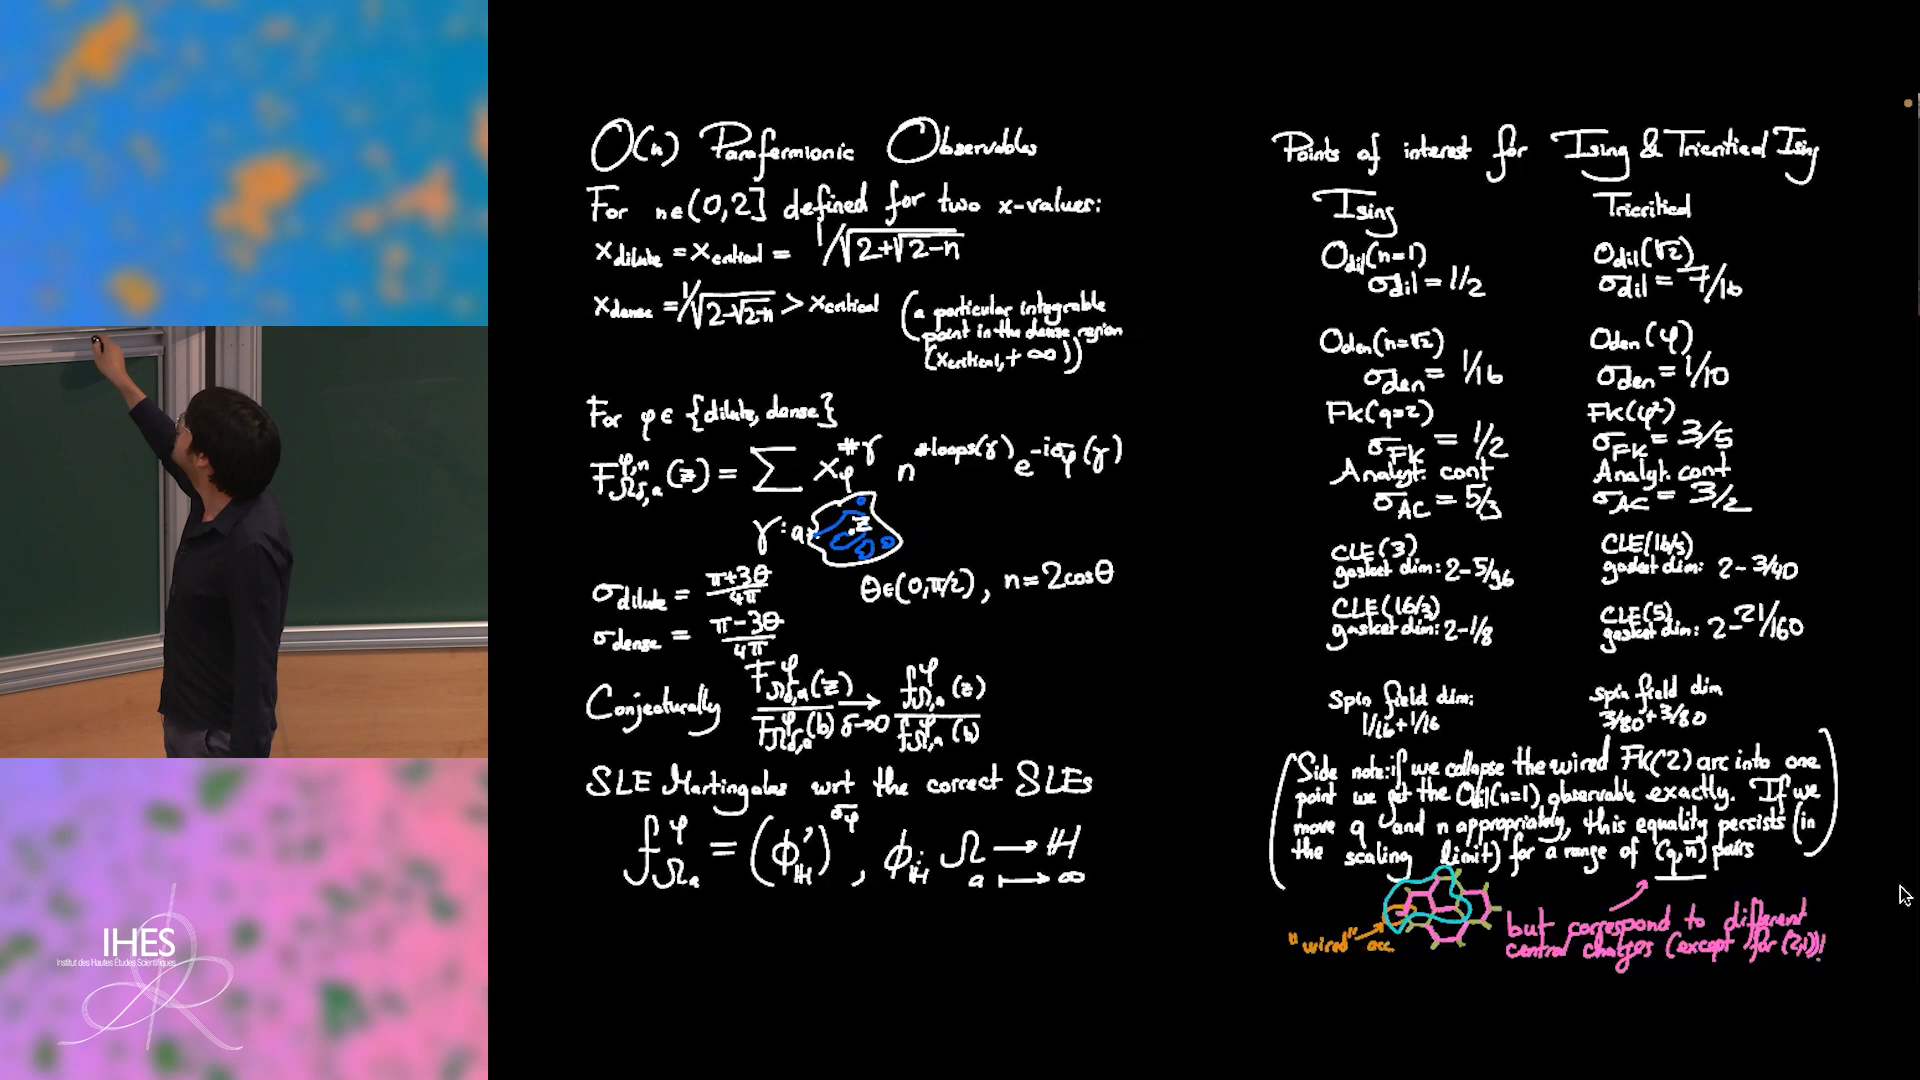 O(n) Parafermionic Observables
For n∈(0,2] defined for two x-values:
x_dilute = x_critical = 1/√(2+√(2-n))
x_dense = 1/√(2-√(2-n)) > x_critical (a particular integrable
point in the dense region
(x_critical, +∞))
For φ∈{dilute, dense}
F^{φ,n}_{Ω_δ,a}(z) = ∑ x_φ^{#γ} n^{#loops(γ)} e^{-iσ_φ(γ)}
γ: a z
σ_dilute = (π+3θ)/4π θ∈(0,π/2), n=2cosθ
σ_dense = (π-3θ)/4π
Conjecturally F^φ_{Ω_δ,a}(z)/F^φ_{Ω_δ,a}(b) →_{δ→0} f^φ_{Ω,a}(z)/f^φ_{Ω,a}(b)
SLE Martingales wrt the correct SLEs
f^φ_{Ω_a} = (ϕ'_ℍ)^{σ_φ}, ϕ_ℍ: Ω → ℍ
a ↦ ∞
Points of interest for Ising & Tricritical Ising
Ising
O_dil(n=1)
σ_dil = 1/2
O_den(n=√2)
σ_den = 1/16
FK(q=2)
σ_FK = 1/2
Analyt. cont
σ_AC = 5/3
CLE(3)
gasket dim: 2-5/96
CLE(16/3)
gasket dim: 2-1/8
Spin field dim:
1/16+1/16
Tricritical
O_dil(√2)
σ_dil = 7/16
O_den(φ)
σ_den = 1/10
FK(φ²)
σ_FK = 3/5
Analyt. cont
σ_AC = 3/2
CLE(16/5)
gasket dim: 2-3/40
CLE(5)
gasket dim: 2-21/160
spin field dim
3/80+3/80
(Side note: if we collapse the wired FK(2) arc into one
point we get the O_dil(n=1) observable exactly. If we
move q and n appropriately, this equality persists (in
the scaling limit) for a range of (q,n) pairs)
"wired" arc
but correspond to different
central charges (except for (2,1))!
IHES
Institut des Hautes Études Scientifiques